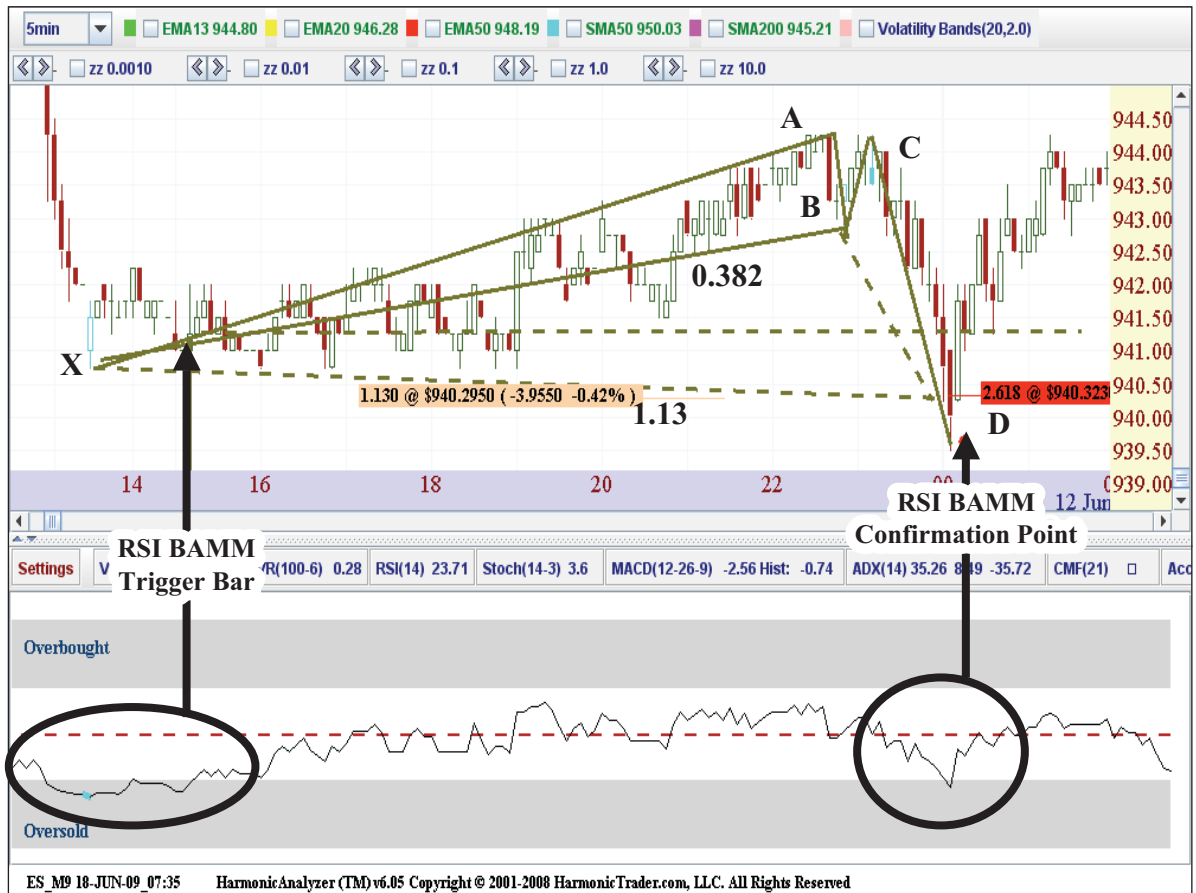 5min EMA13 944.80 EMA20 946.28 EMA50 948.19 SMA50 950.03 SMA200 945.21 Volatility Bands(20,2.0)
zz 0.0010 zz 0.01 zz 0.1 zz 1.0 zz 10.0
944.50
A
944.00
C
943.50
B
943.00
942.50
0.382
942.00
941.50
941.00
X
940.50
1.130 @ $940.2950 ( -3.9550 -0.42% )
2.618 @ $940.323
1.13
940.00
D
939.50
14 16 18 20 22
939.00
12 Jun
RSI BAMM
Confirmation Point
RSI BAMM
Trigger Bar
Settings V /R(100-6) 0.28 RSI(14) 23.71 Stoch(14-3) 3.6 MACD(12-26-9) -2.56 Hist: -0.74 ADX(14) 35.26 8. 49 -35.72 CMF(21) Acc
Overbought
Oversold
ES_M9 18-JUN-09_07:35 HarmonicAnalyzer (TM) v6.05 Copyright © 2001-2008 HarmonicTrader.com, LLC. All Rights Reserved